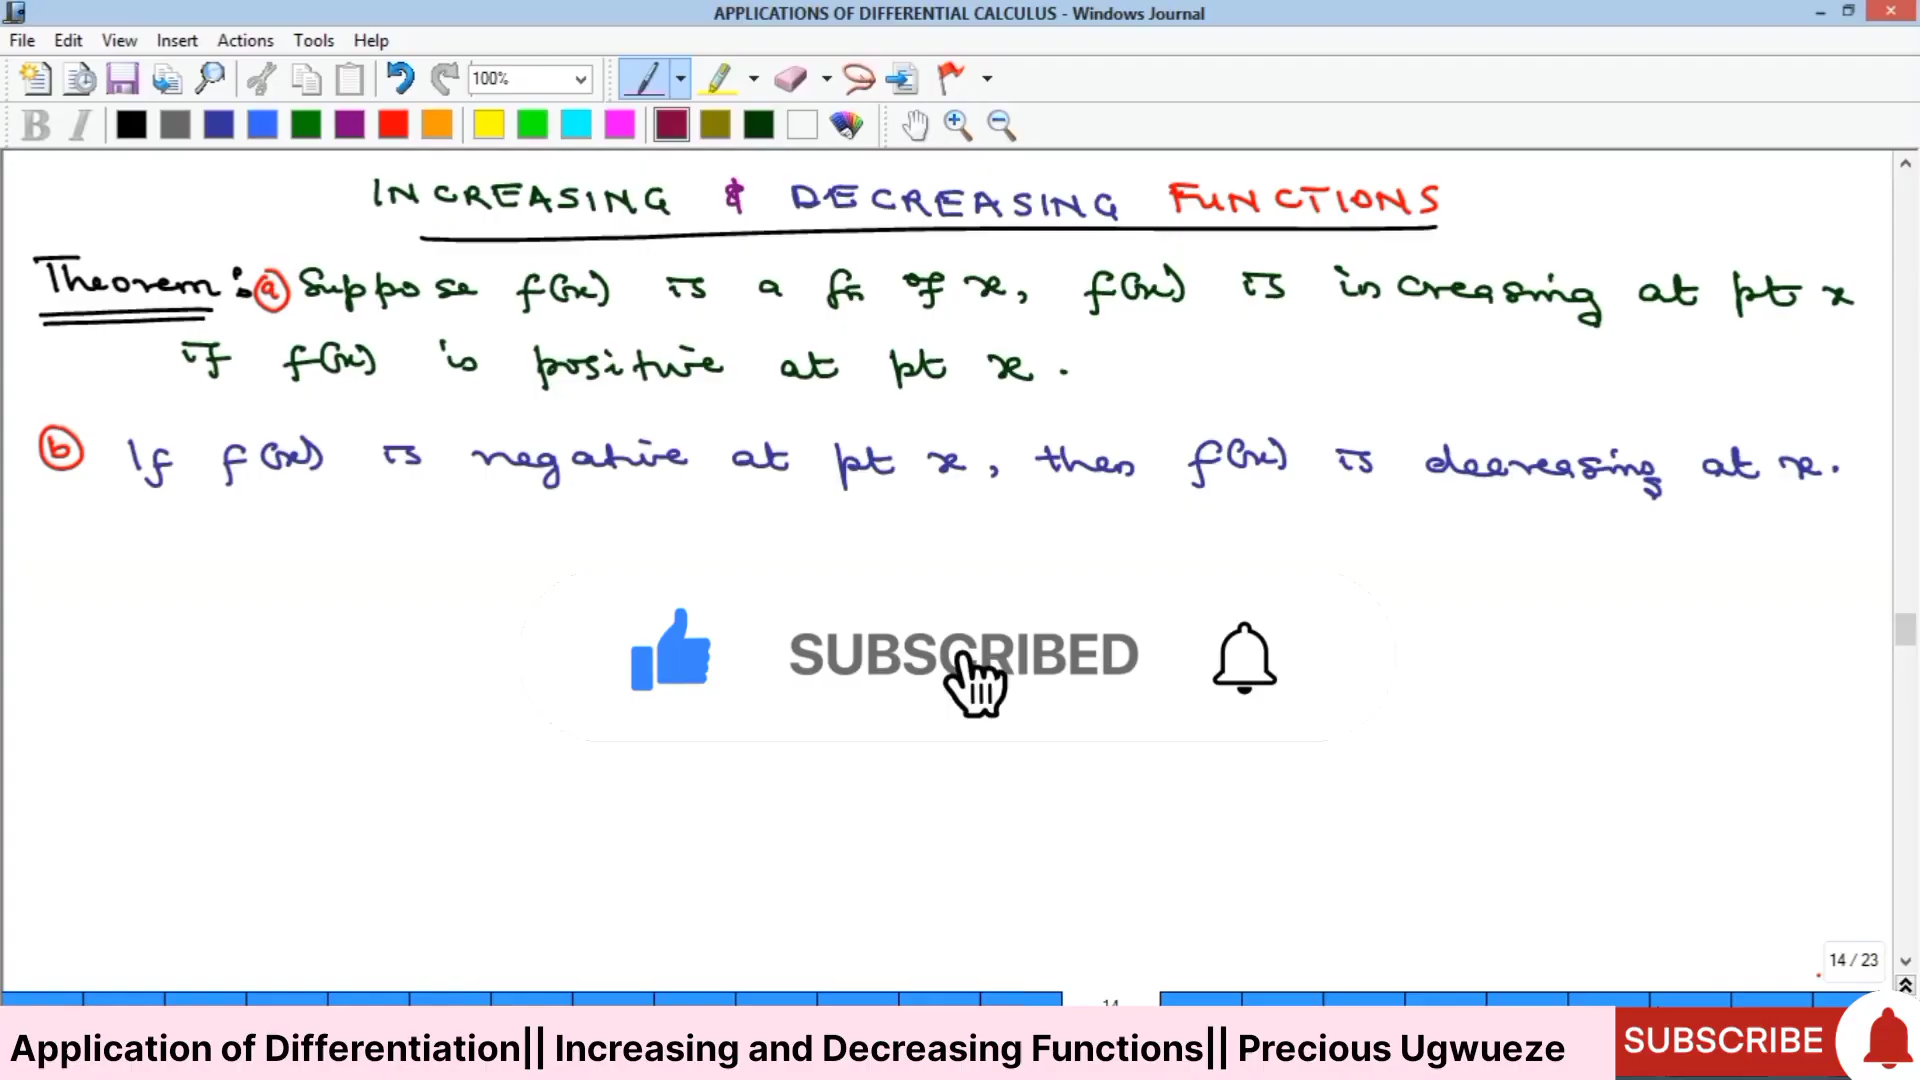 APPLICATIONS OF DIFFERENTIAL CALCULUS - Windows Journal
File Edit View Insert Actions Tools Help
100%
B I
INCREASING & DECREASING FUNCTIONS
Theorem: (a) Suppose f(x) is a fn of x, f(x) is increasing at pt x
if f(x) is positive at pt x.
(b) If f(x) is negative at pt x, then f(x) is decreasing at x.
SUBSCRIBED
14 / 23
14
Application of Differentiation|| Increasing and Decreasing Functions|| Precious Ugwueze
SUBSCRIBE